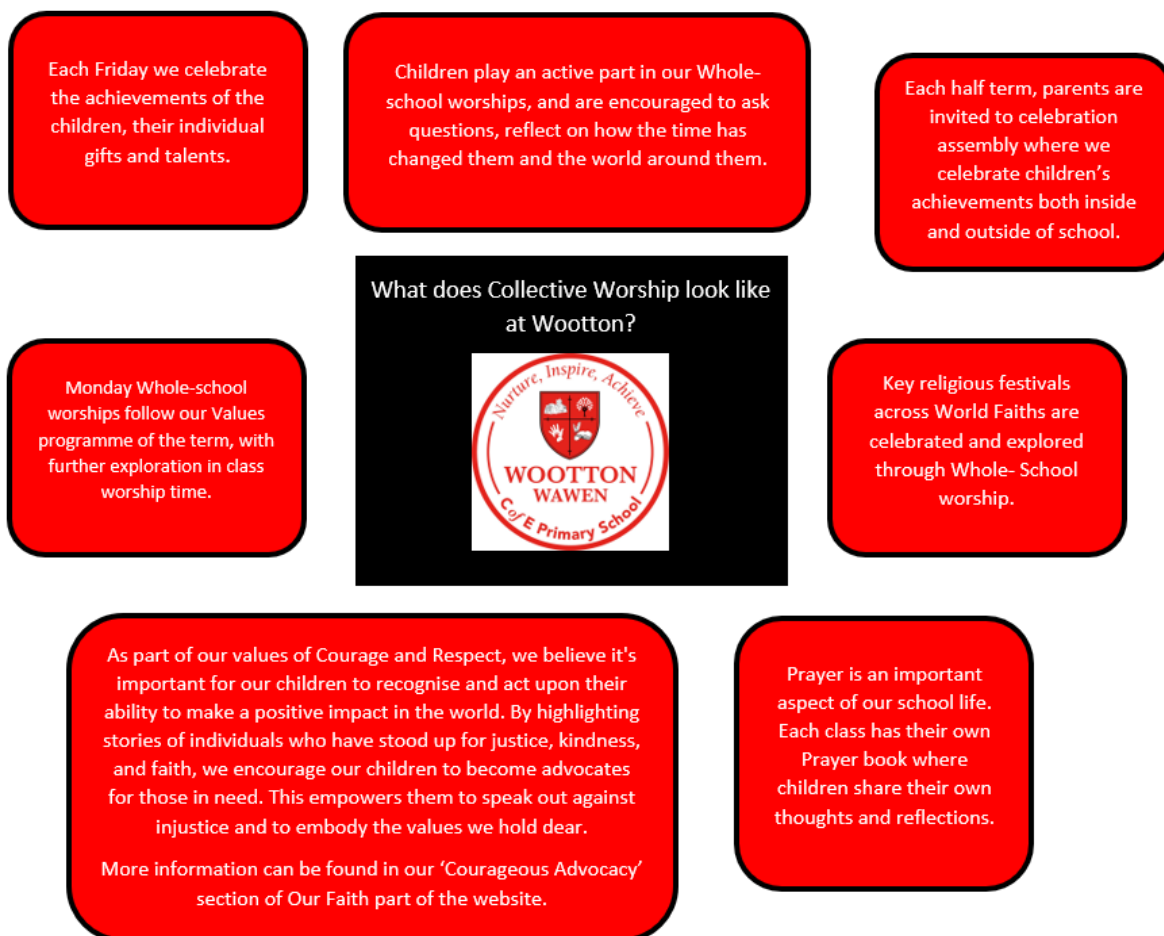 Each Friday we celebrate
the achievements of the
children, their individual
gifts and talents.
Children play an active part in our Whole-
school worships, and are encouraged to ask
questions, reflect on how the time has
changed them and the world around them.
Each half term, parents are
invited to celebration
assembly where we
celebrate children’s
achievements both inside
and outside of school.
What does Collective Worship look like
at Wootton?
Nurture, Inspire, Achieve
WOOTTON
WAWEN
C of E Primary School
Monday Whole-school
worships follow our Values
programme of the term, with
further exploration in class
worship time.
Key religious festivals
across World Faiths are
celebrated and explored
through Whole- School
worship.
As part of our values of Courage and Respect, we believe it's
important for our children to recognise and act upon their
ability to make a positive impact in the world. By highlighting
stories of individuals who have stood up for justice, kindness,
and faith, we encourage our children to become advocates
for those in need. This empowers them to speak out against
injustice and to embody the values we hold dear.
More information can be found in our ‘Courageous Advocacy’
section of Our Faith part of the website.
Prayer is an important
aspect of our school life.
Each class has their own
Prayer book where
children share their own
thoughts and reflections.